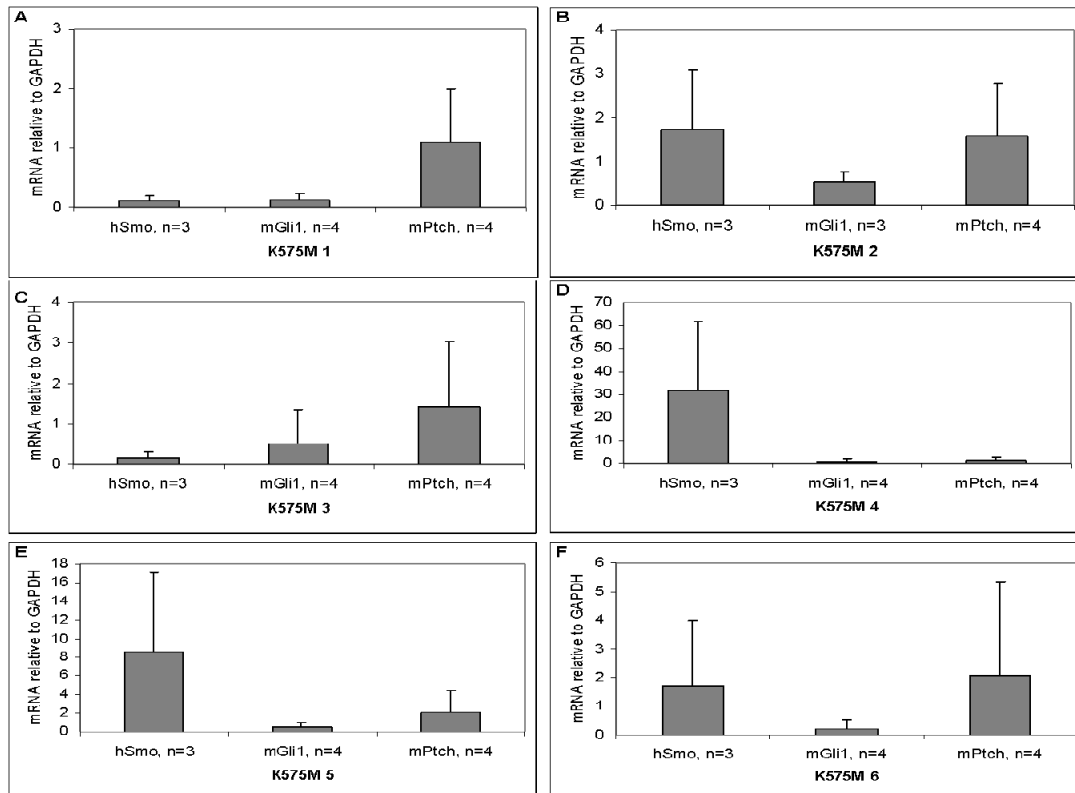 A
mRNA relative to GAPDH
3
2
1
0
hSmo, n=3 mGli1, n=4 mPtch, n=4
K575M 1
B
mRNA relative to GAPDH
4
3
2
1
0
hSmo, n=3 mGli1, n=3 mPtch, n=4
K575M 2
C
mRNA relative to GAPDH
4
3
2
1
0
hSmo, n=3 mGli1, n=4 mPtch, n=4
K575M 3
D
mRNA relative to GAPDH
70
60
50
40
30
20
10
0
hSmo, n=3 mGli1, n=4 mPtch, n=4
K575M 4
E
mRNA relative to GAPDH
18
16
14
12
10
8
6
4
2
0
hSmo, n=3 mGli1, n=4 mPtch, n=4
K575M 5
F
mRNA relative to GAPDH
6
5
4
3
2
1
0
hSmo, n=3 mGli1, n=4 mPtch, n=4
K575M 6